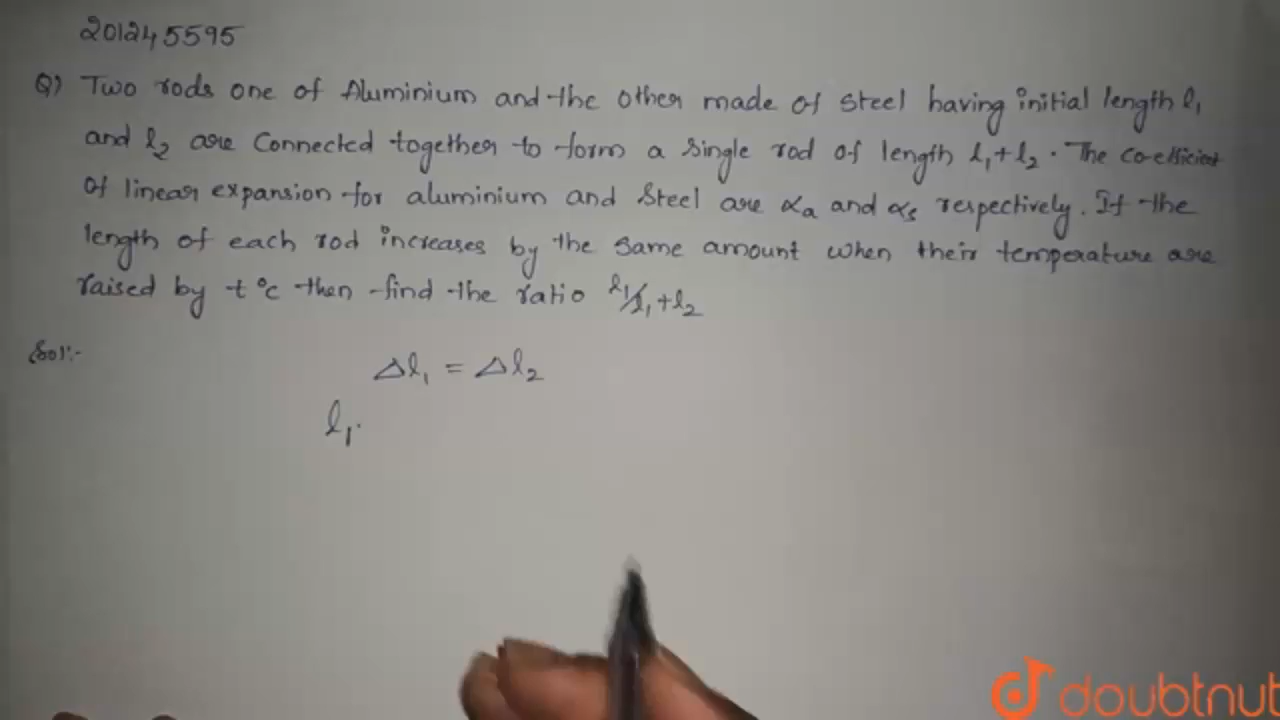 201245595
Q) Two rods one of Aluminium and the other made of steel having initial length l₁
and l₂ are Connected together to form a single rod of length l₁+l₂. The co-efficient
of linear expansion for aluminium and Steel are αa and αs respectively. If the
length of each rod increases by the same amount when their temperature are
raised by t°c then find the ratio l₁/l₁+l₂
Sol:-
Δl₁ = Δl₂
l₁.
doubtnut